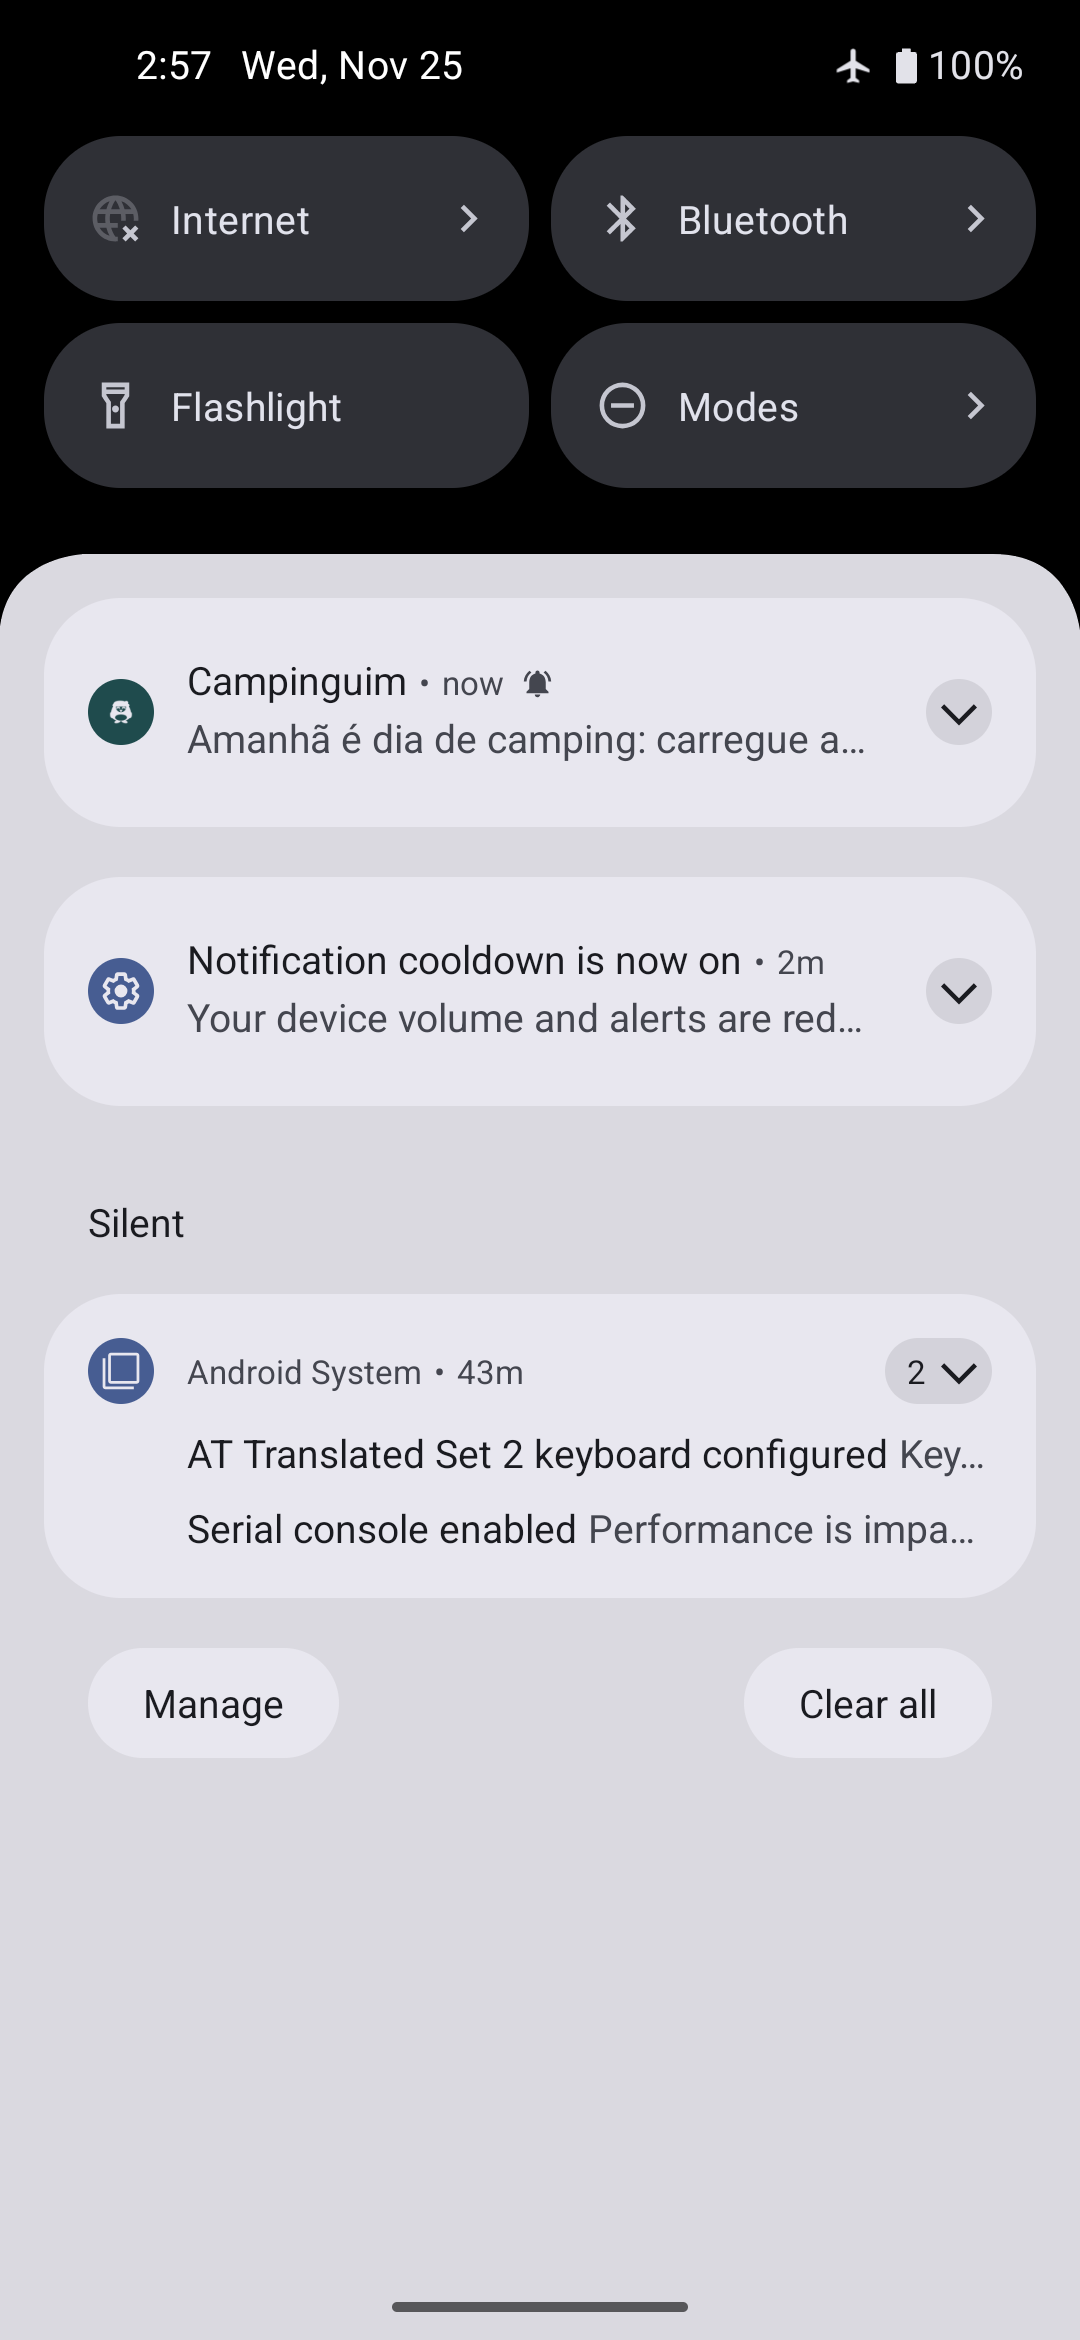 2:57 Wed, Nov 25 100%
Internet
Bluetooth
Flashlight
Modes
Campinguim • now
Amanhã é dia de camping: carregue a…
Notification cooldown is now on • 2m
Your device volume and alerts are red…
Silent
Android System • 43m 2
AT Translated Set 2 keyboard configured Key…
Serial console enabled Performance is impa…
Manage
Clear all